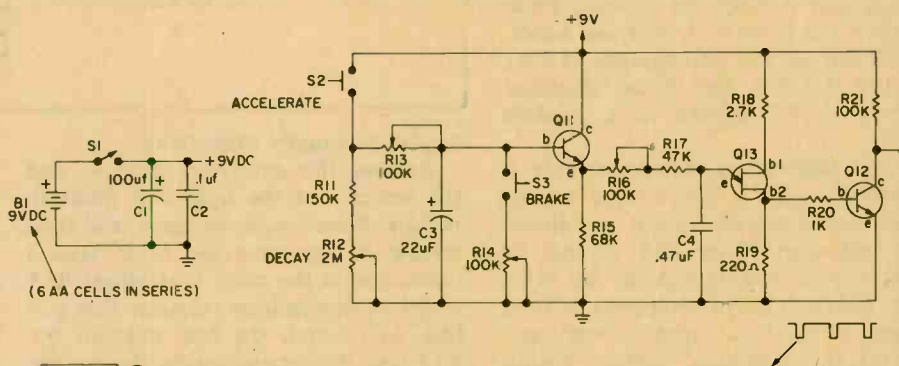 +9V
S2
ACCELERATE
S1
+9VDC
100uf
.1uf
B1
9VDC
C1
C2
(6 AA CELLS IN SERIES)
R13
100K
R11
150K
R12
2M
DECAY
C3
22uF
S3
BRAKE
R14
100K
Q11
b
c
e
R16
100K
R17
47K
R15
68K
C4
.47uF
R18
2.7K
Q13
b1
b2
e
R19
220Ω
R20
1K
R21
100K
Q12
b
c
e